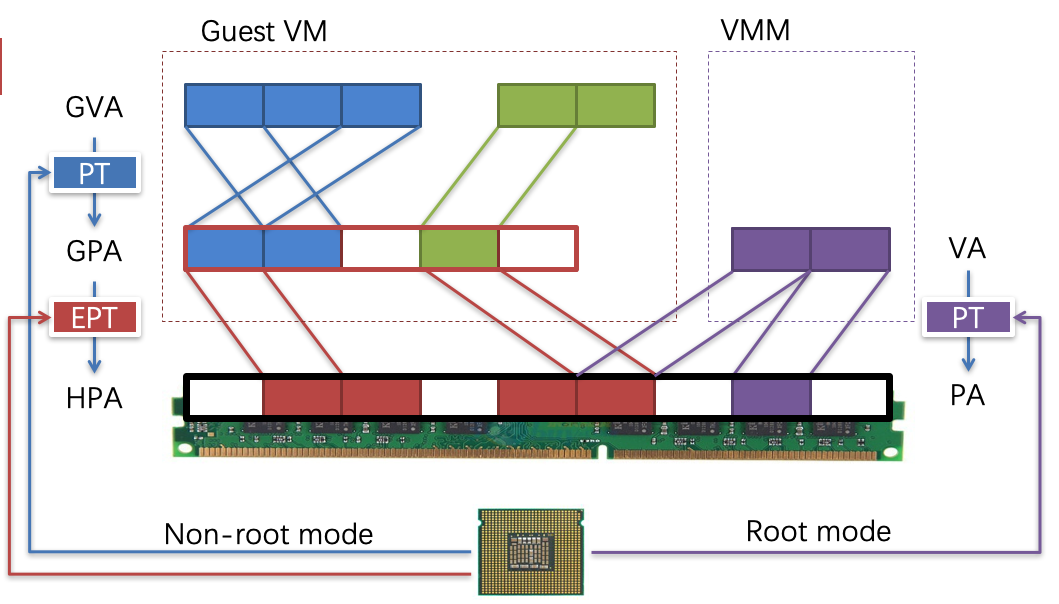 Guest VM
VMM
GVA
PT
GPA
VA
EPT
PT
HPA
PA
Non-root mode
Root mode